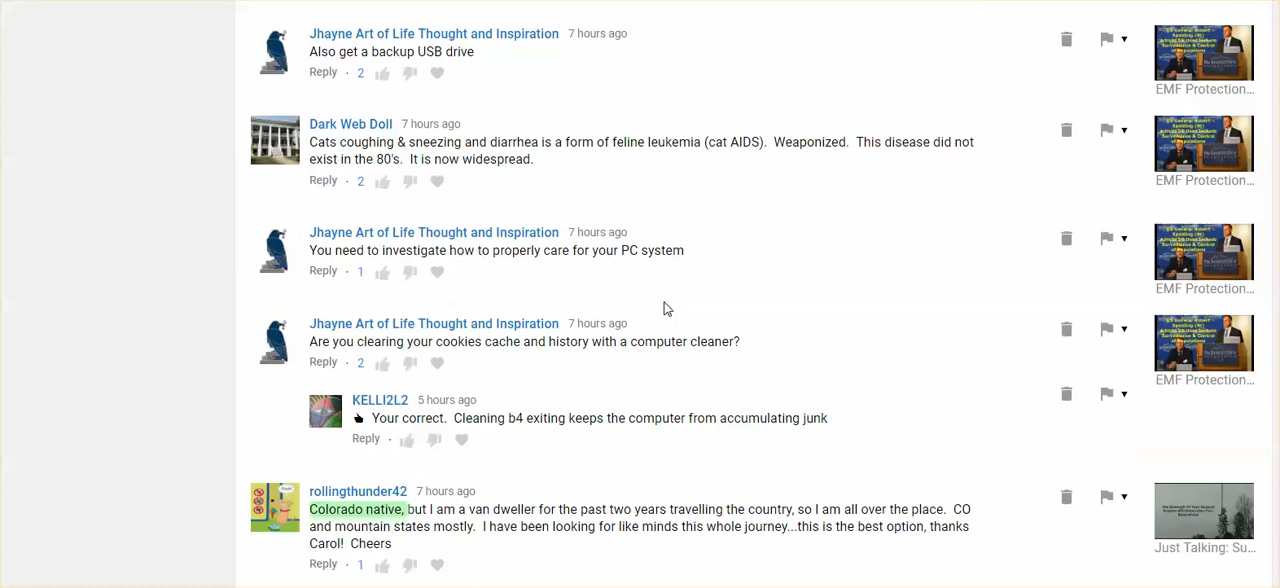 Jhayne Art of Life Thought and Inspiration 7 hours ago
Also get a backup USB drive
Reply · 2
EMF Protection...
Dark Web Doll 7 hours ago
Cats coughing & sneezing and diarrhea is a form of feline leukemia (cat AIDS).  Weaponized.  This disease did not
exist in the 80's.  It is now widespread.
Reply · 2
EMF Protection...
Jhayne Art of Life Thought and Inspiration 7 hours ago
You need to investigate how to properly care for your PC system
Reply · 1
EMF Protection...
Jhayne Art of Life Thought and Inspiration 7 hours ago
Are you clearing your cookies cache and history with a computer cleaner?
Reply · 2
EMF Protection...
KELLI2L2 5 hours ago
Your correct.  Cleaning b4 exiting keeps the computer from accumulating junk
Reply ·
rollingthunder42 7 hours ago
Colorado native, but I am a van dweller for the past two years travelling the country, so I am all over the place.  CO
and mountain states mostly.  I have been looking for like minds this whole journey...this is the best option, thanks
Carol!  Cheers
Reply · 1
Just Talking: Su...